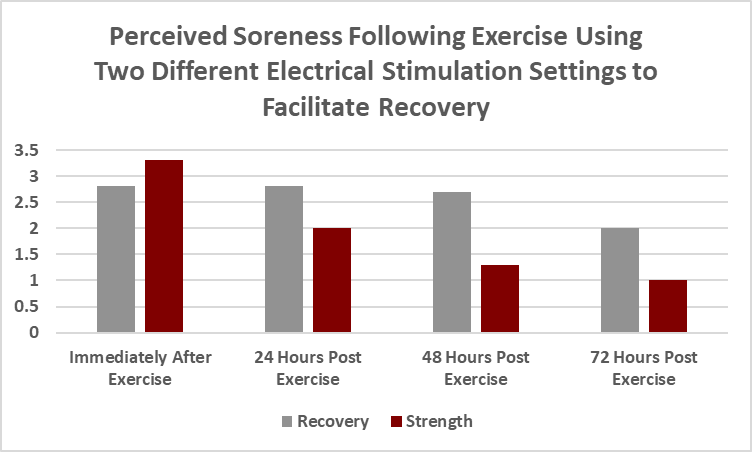 Perceived Soreness Following Exercise Using
Two Different Electrical Stimulation Settings to
Facilitate Recovery
3.5
3
2.5
2
1.5
1
0.5
0
Immediately After
Exercise
24 Hours Post
Exercise
48 Hours Post
Exercise
72 Hours Post
Exercise
Recovery
Strength